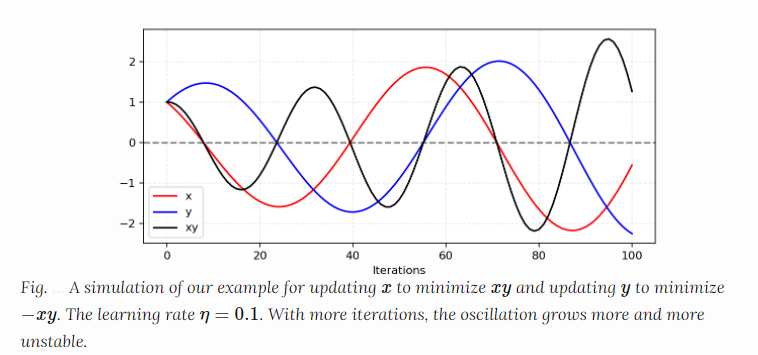 2
1
0
−1
−2
x
y
xy
0 20 40 60 80 100
Iterations
Fig. A simulation of our example for updating x to minimize xy and updating y to minimize
−xy. The learning rate η = 0.1. With more iterations, the oscillation grows more and more
unstable.